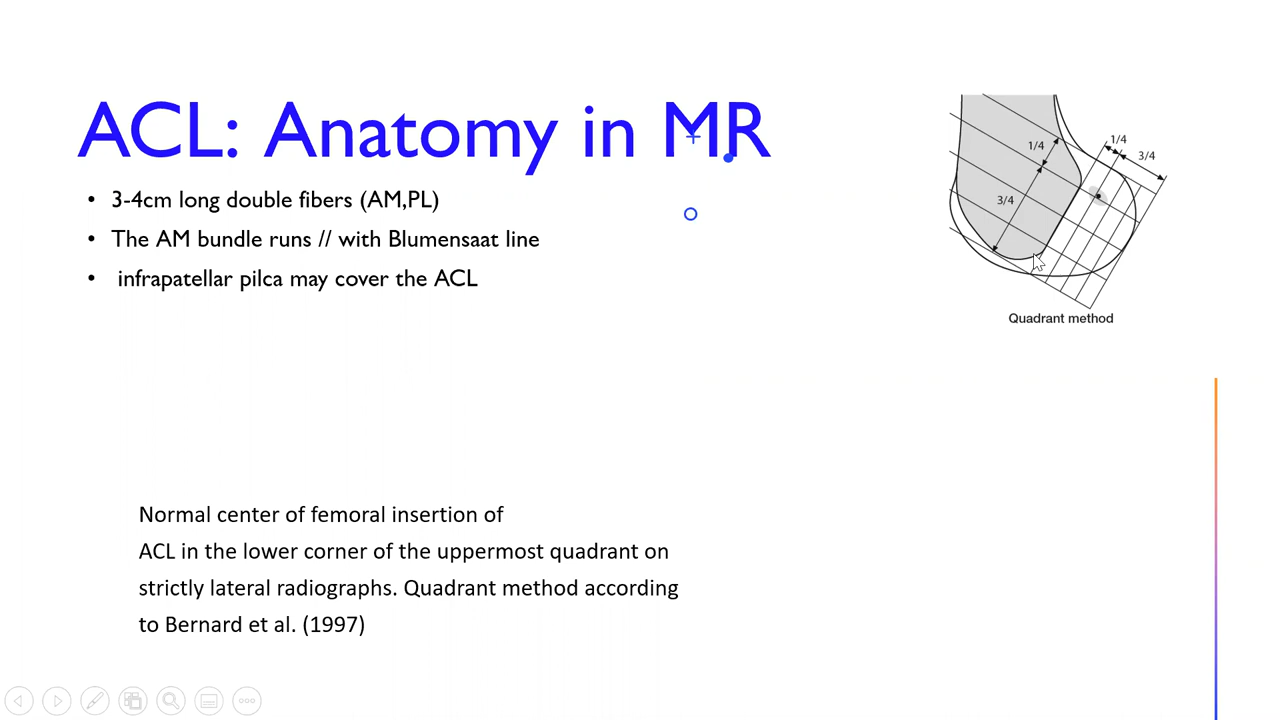 ACL: Anatomy in MR
• 3-4cm long double fibers (AM,PL)
• The AM bundle runs // with Blumensaat line
• infrapatellar pilca may cover the ACL
1/4
3/4
1/4
3/4
Quadrant method
Normal center of femoral insertion of
ACL in the lower corner of the uppermost quadrant on
strictly lateral radiographs. Quadrant method according
to Bernard et al. (1997)